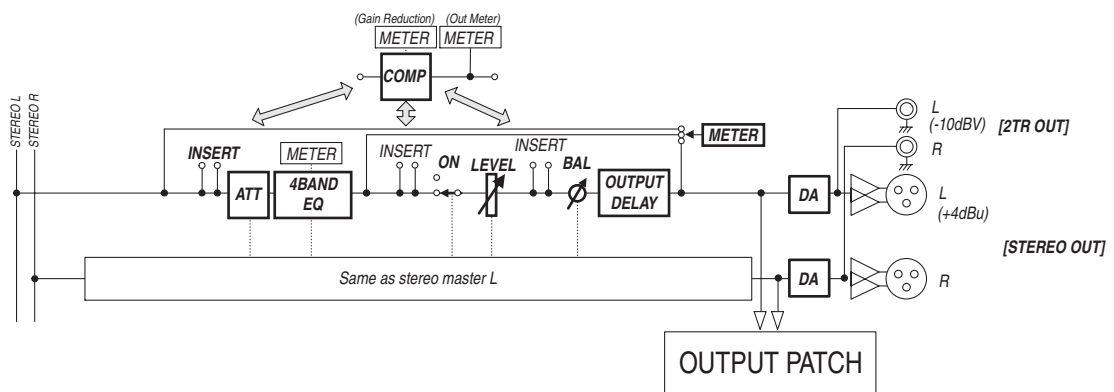 (Gain Reduction) (Out Meter)
METER METER
COMP
STEREO L
STEREO R
INSERT
METER
INSERT
ON
LEVEL
INSERT
BAL
METER
ATT
4BAND
EQ
OUTPUT
DELAY
DA
L
(-10dBV)
[2TR OUT]
R
L
(+4dBu)
[STEREO OUT]
Same as stereo master L
DA
R
OUTPUT PATCH